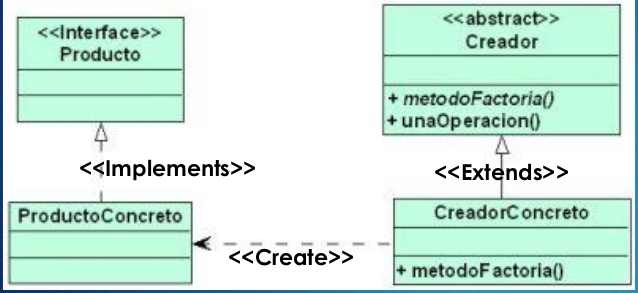 <<Interface>>
Producto
<<abstract>>
Creador
+ metodoFactoria()
+ unaOperacion()
<<Implements>>
<<Extends>>
ProductoConcreto
CreadorConcreto
+ metodoFactoria()
<<Create>>